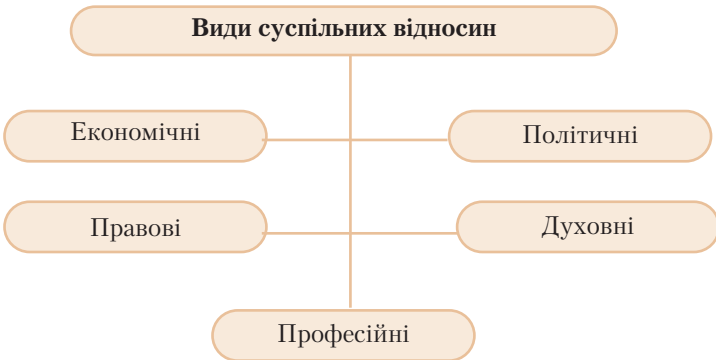 Види суспільних відносин
Економічні
Політичні
Правові
Духовні
Професійні